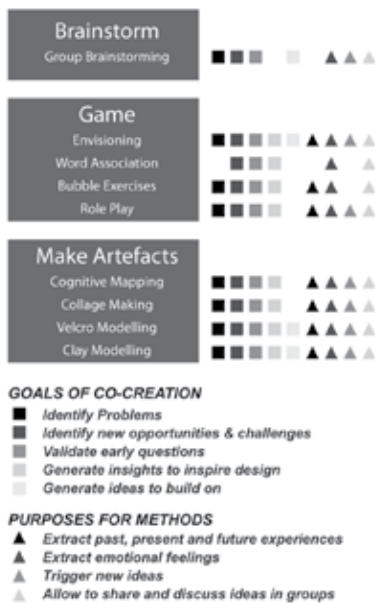 Brainstorm
Group Brainstorming
Game
Envisioning
Word Association
Bubble Exercises
Role Play
Make Artefacts
Cognitive Mapping
Collage Making
Velcro Modelling
Clay Modelling
GOALS OF CO-CREATION
Identify Problems
Identify new opportunities & challenges
Validate early questions
Generate insights to inspire design
Generate ideas to build on
PURPOSES FOR METHODS
Extract past, present and future experiences
Extract emotional feelings
Trigger new ideas
Allow to share and discuss ideas in groups